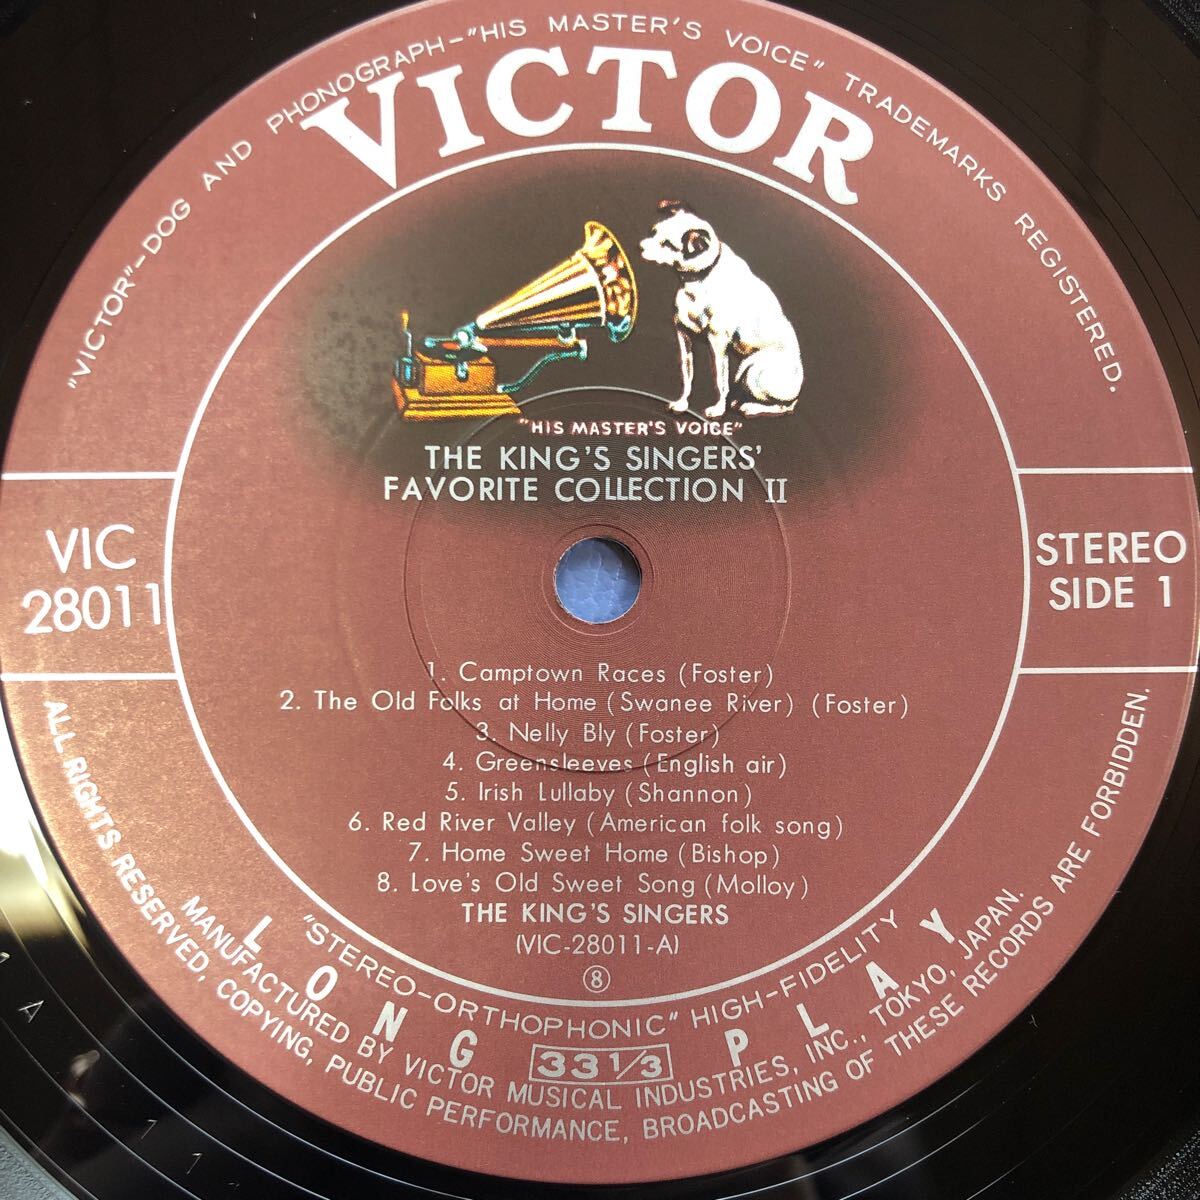 "VICTOR"-DOG AND PHONOGRAPH-"HIS MASTER'S VOICE" TRADEMARKS REGISTERED.
VICTOR
"HIS MASTER'S VOICE"
THE KING'S SINGERS'
FAVORITE COLLECTION II
VIC
28011
STEREO
SIDE 1
1. Camptown Races (Foster)
2. The Old Folks at Home (Swanee River) (Foster)
3. Nelly Bly (Foster)
4. Greensleeves (English air)
5. Irish Lullaby (Shannon)
6. Red River Valley (American folk song)
7. Home Sweet Home (Bishop)
8. Love's Old Sweet Song (Molloy)
THE KING'S SINGERS
(VIC-28011-A)
⑧
"STEREO-ORTHOPHONIC" HIGH-FIDELITY
LONG 33 1/3 PLAY
MANUFACTURED BY VICTOR MUSICAL INDUSTRIES, INC., TOKYO, JAPAN.
ALL RIGHTS RESERVED, COPYING, PUBLIC PERFORMANCE, BROADCASTING OF THESE RECORDS ARE FORBIDDEN.